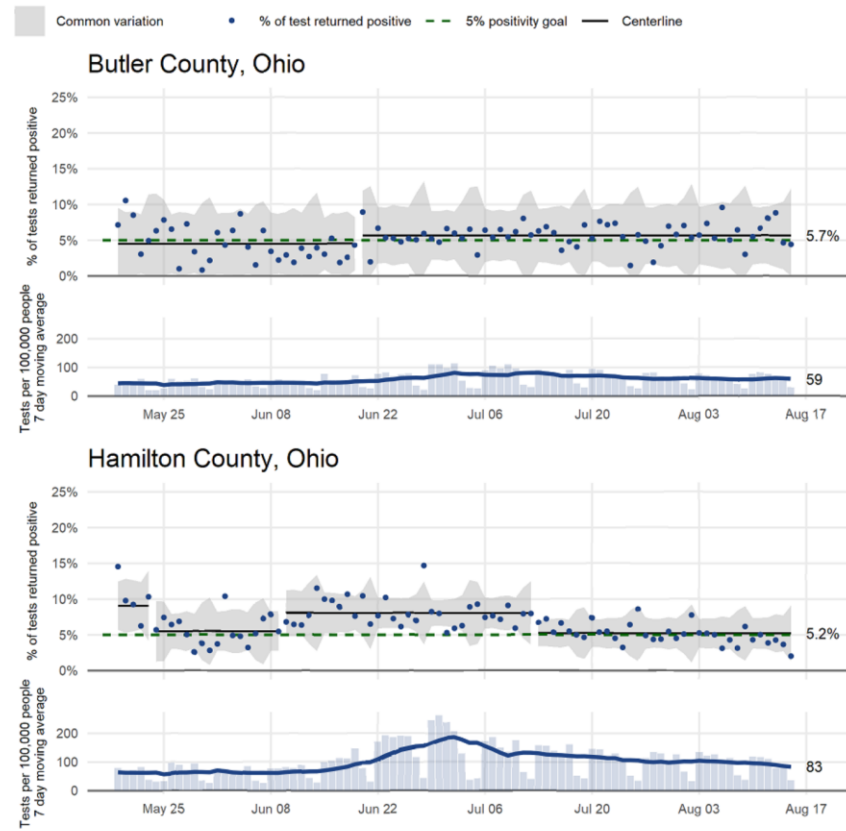 Common variation % of test returned positive 5% positivity goal Centerline
Butler County, Ohio
% of tests returned positive
25%
20%
15%
10%
5%
0%
5.7%
Tests per 100,000 people
7 day moving average
200
100
0
59
May 25 Jun 08 Jun 22 Jul 06 Jul 20 Aug 03 Aug 17
Hamilton County, Ohio
% of tests returned positive
25%
20%
15%
10%
5%
0%
5.2%
Tests per 100,000 people
7 day moving average
200
100
0
83
May 25 Jun 08 Jun 22 Jul 06 Jul 20 Aug 03 Aug 17